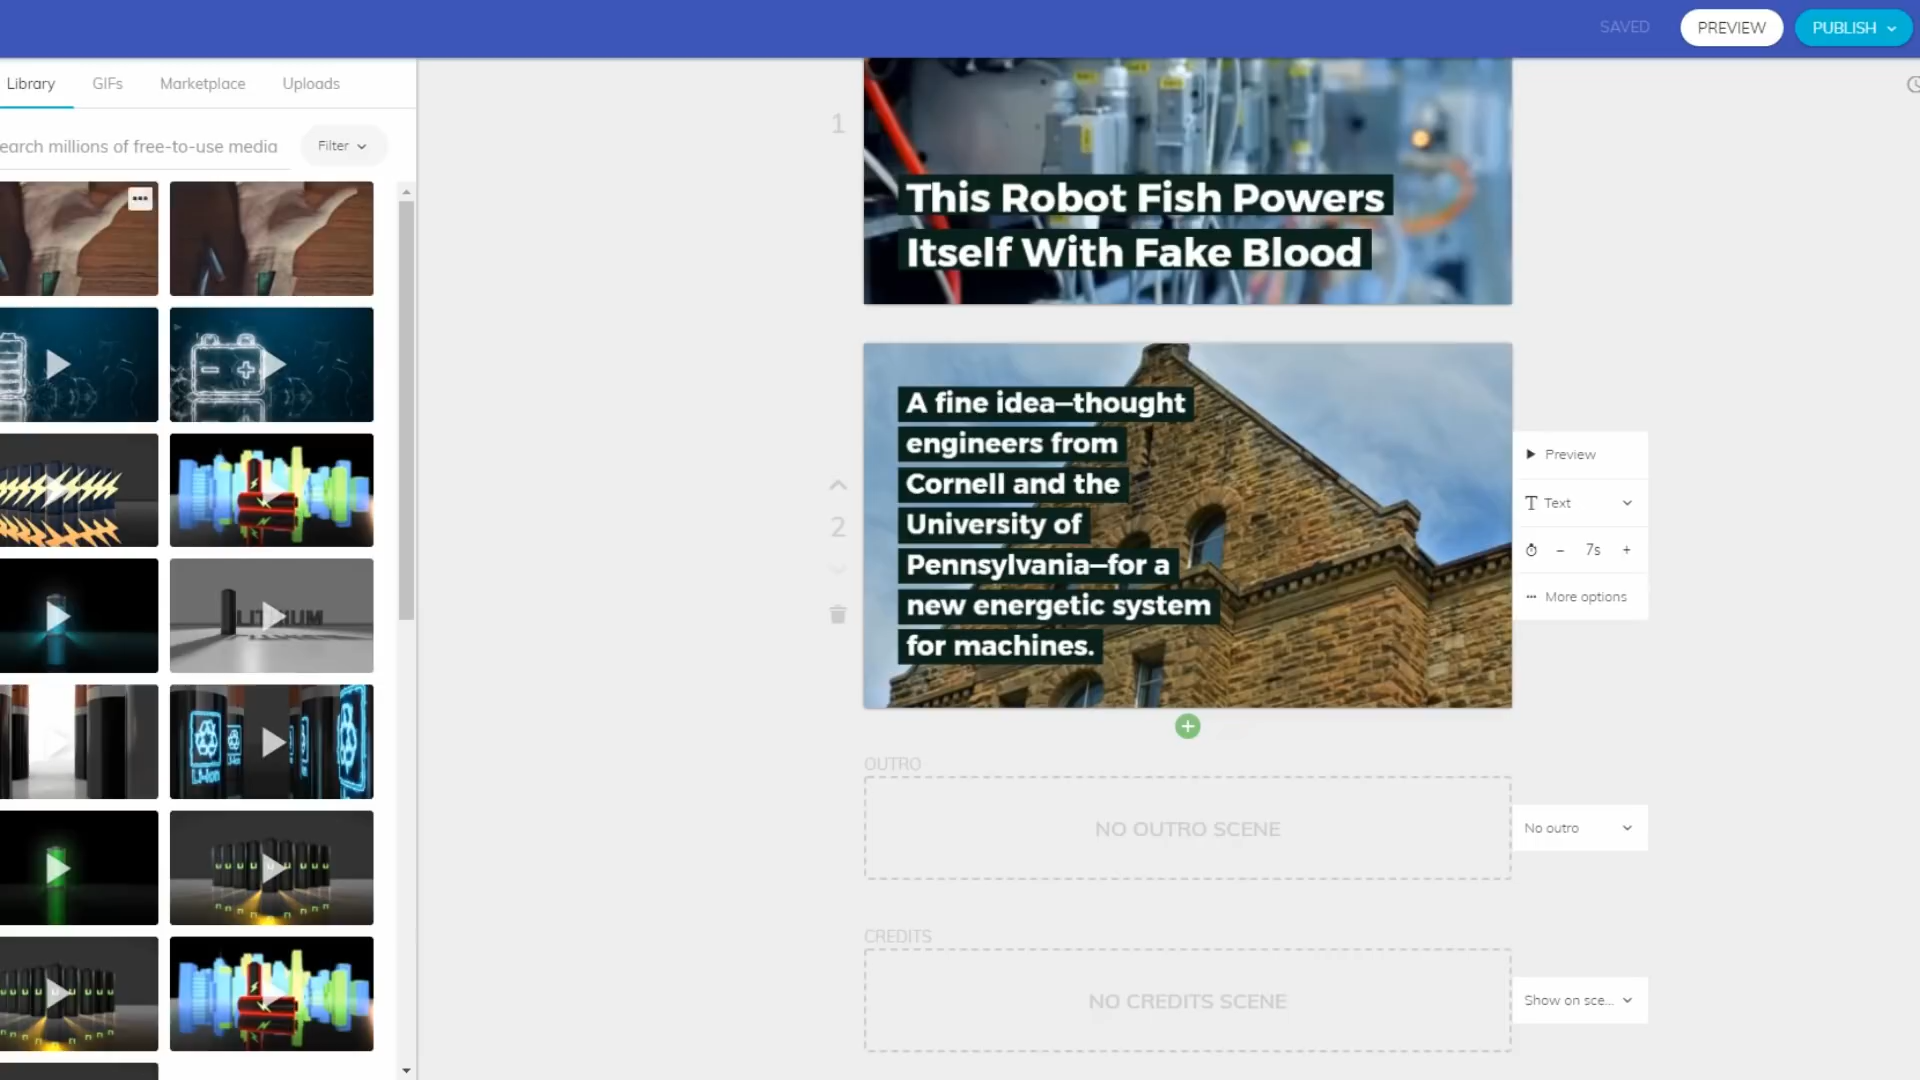 SAVED
PREVIEW
PUBLISH
Library
GIFs
Marketplace
Uploads
earch millions of free-to-use media
Filter
LITHIUM
Li-Ion
1
This Robot Fish Powers
Itself With Fake Blood
2
A fine idea—thought
engineers from
Cornell and the
University of
Pennsylvania—for a
new energetic system
for machines.
Preview
Text
– 7s +
More options
OUTRO
NO OUTRO SCENE
No outro
CREDITS
NO CREDITS SCENE
Show on sce...